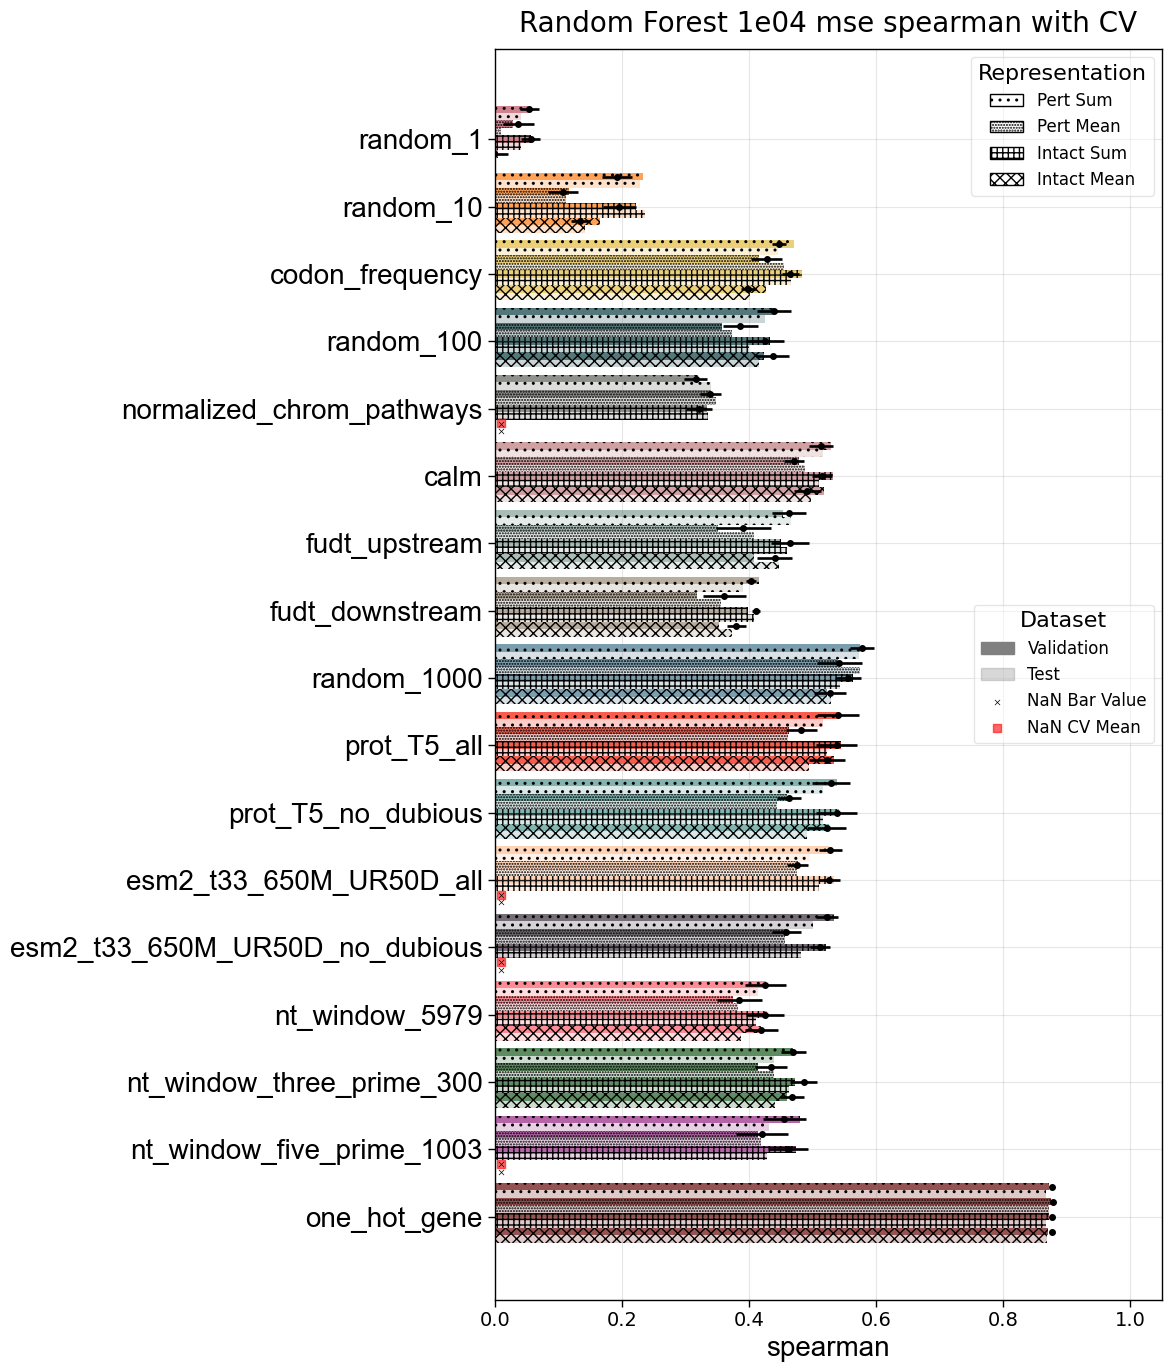 Random Forest 1e04 mse spearman with CV
Representation
Pert Sum
Pert Mean
Intact Sum
Intact Mean
random_1
random_10
codon_frequency
random_100
normalized_chrom_pathways
calm
fudt_upstream
fudt_downstream
random_1000
prot_T5_all
prot_T5_no_dubious
esm2_t33_650M_UR50D_all
esm2_t33_650M_UR50D_no_dubious
nt_window_5979
nt_window_three_prime_300
nt_window_five_prime_1003
one_hot_gene
Dataset
Validation
Test
NaN Bar Value
NaN CV Mean
0.0 0.2 0.4 0.6 0.8 1.0
spearman